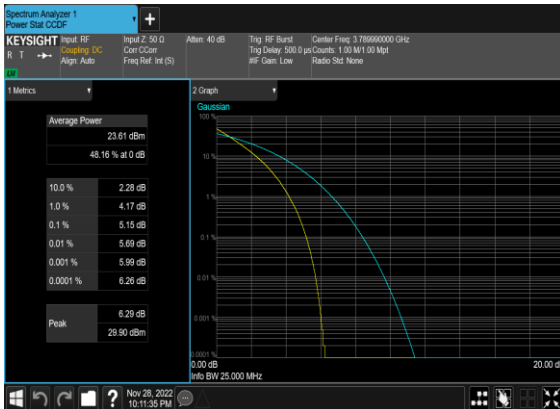 Spectrum Analyzer 1
Power Stat CCDF
KEYSIGHT
R T
LXI
Input: RF
Coupling: DC
Align: Auto
Input Z: 50 Ω
Corr CCorr
Freq Ref: Int (S)
Atten: 40 dB
Trig: RF Burst
Trig Delay: 500.0 µs
#IF Gain: Low
Center Freq: 3.789990000 GHz
Counts: 1.00 M/1.00 Mpt
Radio Std: None
1 Metrics
Average Power
23.61 dBm
48.16 % at 0 dB
10.0 % 2.28 dB
1.0 % 4.17 dB
0.1 % 5.15 dB
0.01 % 5.69 dB
0.001 % 5.99 dB
0.0001 % 6.26 dB
Peak
6.29 dB
29.90 dBm
2 Graph
Gaussian
100 %
10 %
1 %
0.1 %
0.01 %
0.001 %
0.0001 %
0.00 dB
20.00 d
Info BW 25.000 MHz
?
Nov 28, 2022
10:11:35 PM